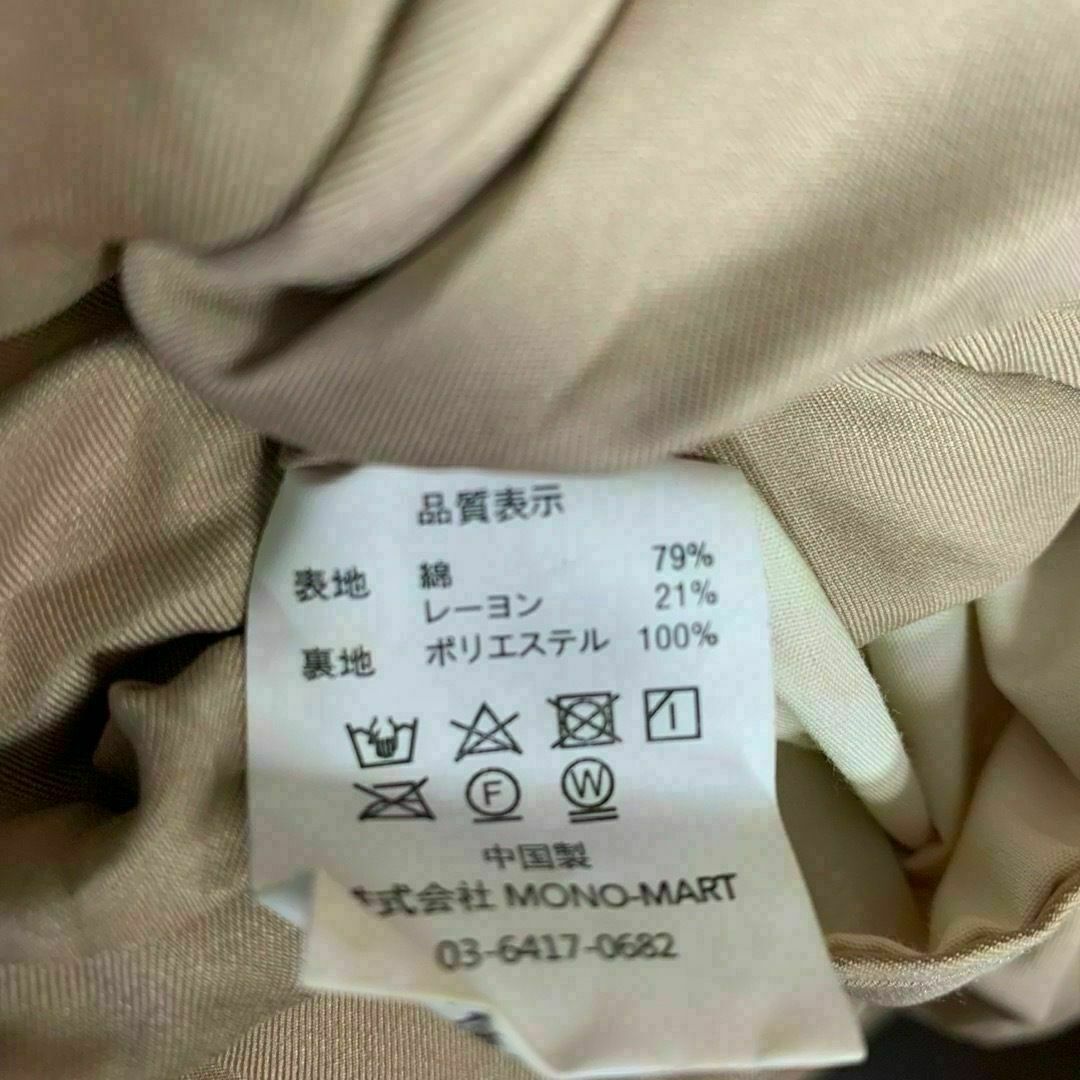 品質表示
表地 綿 79%
レーヨン 21%
裏地 ポリエステル 100%
F W
中国製
式会社 MONO-MART
03-6417-0682